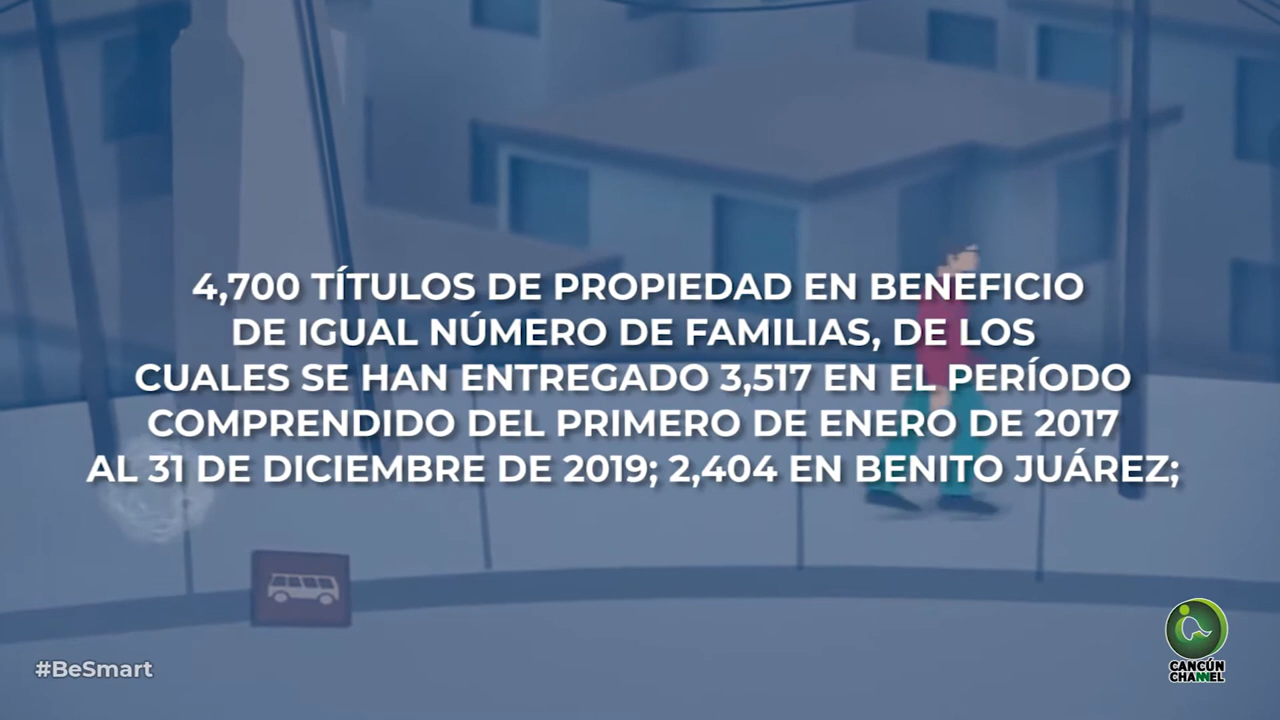 4,700 TÍTULOS DE PROPIEDAD EN BENEFICIO
DE IGUAL NÚMERO DE FAMILIAS, DE LOS
CUALES SE HAN ENTREGADO 3,517 EN EL PERÍODO
COMPRENDIDO DEL PRIMERO DE ENERO DE 2017
AL 31 DE DICIEMBRE DE 2019; 2,404 EN BENITO JUÁREZ;
#BeSmart
CANCÚN
CHANNEL